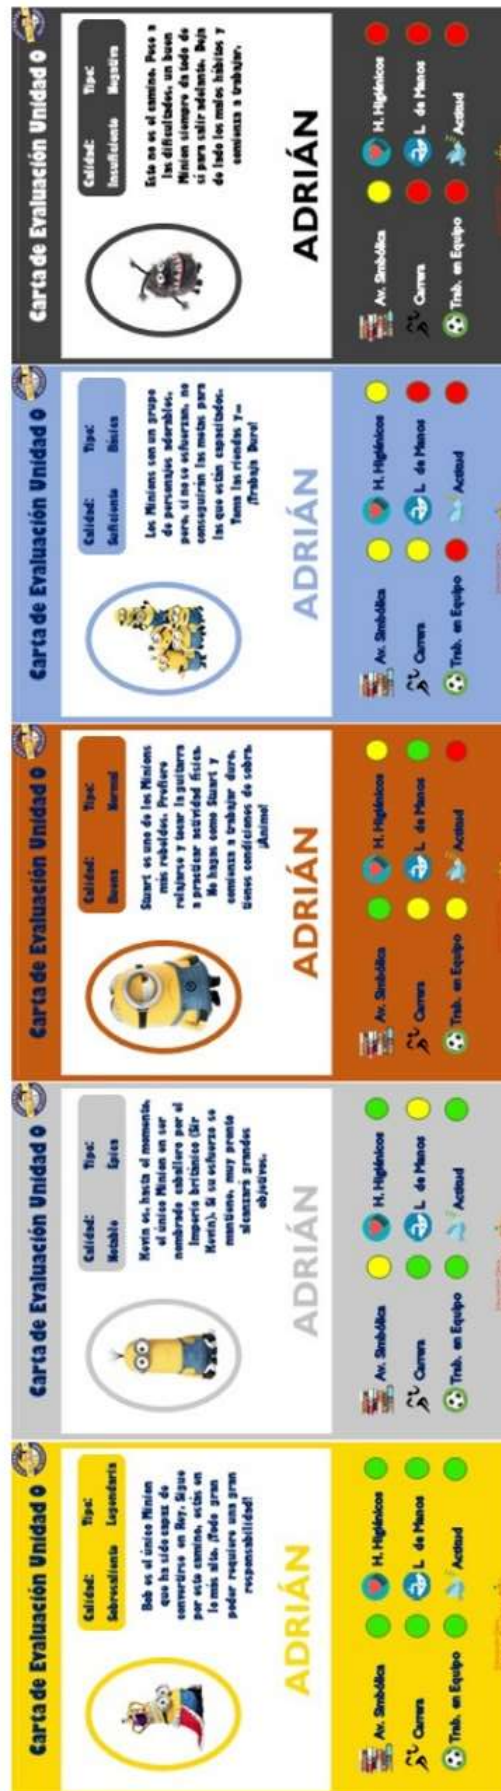 Carta de Evaluación Unidad 0
Calidad: Tipo:
Sobresaliente Legendaria
Bob es el único Minion
que ha sido capaz de
convertirse en Rey. Sigue
por este camino, estás en
lo más alto. ¡Todo gran
poder requiere una gran
responsabilidad!
ADRIÁN
Av. Simbólica H. Higiénicos
Carrera L. de Manos
Trab. en Equipo Actitud
Carta de Evaluación Unidad 0
Calidad: Tipo:
Notable Épica
Kevin es, hasta el momento,
el único Minion en ser
nombrado caballero por el
Imperio británico (Sir
Kevin). Si su esfuerzo se
mantiene, muy pronto
alcanzará grandes
objetivos.
ADRIÁN
Av. Simbólica H. Higiénicos
Carrera L. de Manos
Trab. en Equipo Actitud
Carta de Evaluación Unidad 0
Calidad: Tipo:
Buena Normal
Stuart es uno de los Minions
más rebeldes. Prefiere
relajarse y tocar la guitarra
a practicar actividad física.
No hagas como Stuart y
comienza a trabajar duro,
tienes condiciones de sobra.
¡Ánimo!
ADRIÁN
Av. Simbólica H. Higiénicos
Carrera L. de Manos
Trab. en Equipo Actitud
Carta de Evaluación Unidad 0
Calidad: Tipo:
Suficiente Básica
Los Minions son un grupo
de personajes adorables,
pero, si no se esfuerzan, no
conseguirán las metas para
las que están capacitados.
Toma las riendas y...
¡Trabaja Duro!
ADRIÁN
Av. Simbólica H. Higiénicos
Carrera L. de Manos
Trab. en Equipo Actitud
Carta de Evaluación Unidad 0
Calidad: Tipo:
Insuficiente Negativa
Este no es el camino. Pese a
las dificultades, un buen
Minion siempre da todo de
sí para salir adelante. Deja
de lado los malos hábitos y
comienza a trabajar.
ADRIÁN
Av. Simbólica H. Higiénicos
Carrera L. de Manos
Trab. en Equipo Actitud